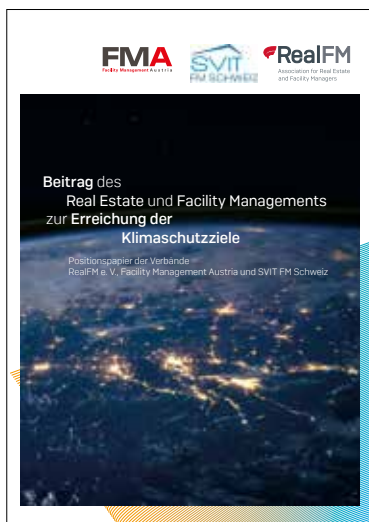 FMA
Facility Management Austria
SVIT
FM SCHWEIZ
RealFM
Association for Real Estate
and Facility Managers
Beitrag des
Real Estate und Facility Managements
zur Erreichung der
Klimaschutzziele
Positionspapier der Verbände
RealFM e. V., Facility Management Austria und SVIT FM Schweiz